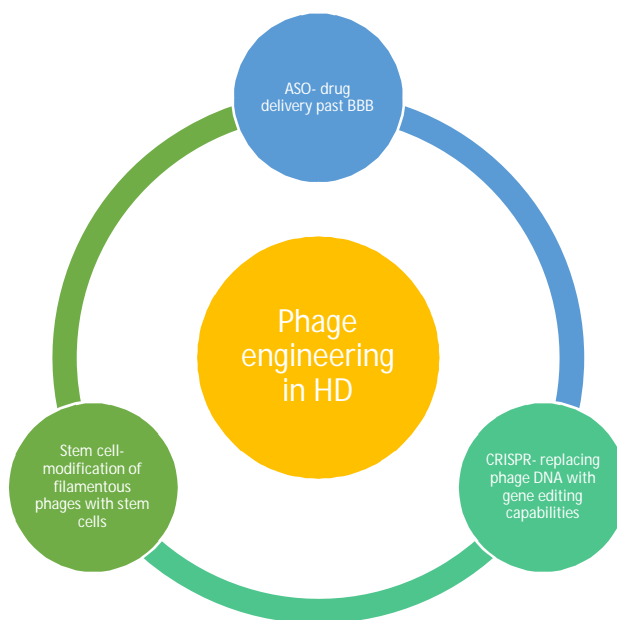 ASO- drug
delivery past BBB
Phage
engineering
in HD
Stem cell-
modification of
filamentous
phages with stem
cells
CRISPR- replacing
phage DNA with
gene editing
capabilities